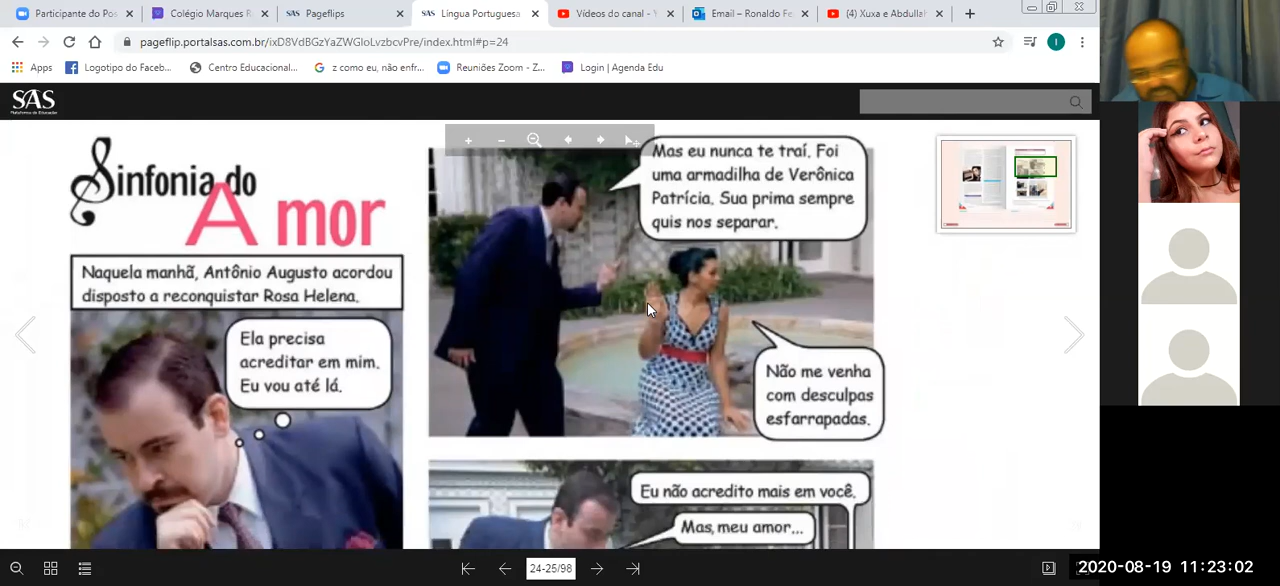 Participante do Pos
Colégio Marques R
Pageflips
Língua Portuguesa
Vídeos do canal - Y
Email – Ronaldo Fe
(4) Xuxa e Abdullah
pageflip.portalsas.com.br/ixD8VdBGzYaZWGloLvzbcvPre/index.html#p=24
Apps
Logotipo do Faceb...
Centro Educacional...
z como eu, não enfr...
Reuniões Zoom - Z...
Login | Agenda Edu
SAS
Sinfonia do
Amor
Naquela manhã, Antônio Augusto acordou
disposto a reconquistar Rosa Helena.
Ela precisa
acreditar em mim.
Eu vou até lá.
Mas eu nunca te traí. Foi
uma armadilha de Verônica
Patrícia. Sua prima sempre
quis nos separar.
Não me venha
com desculpas
esfarrapadas.
Eu não acredito mais em você.
Mas, meu amor...
24-25/98
2020-08-19 11:23:02